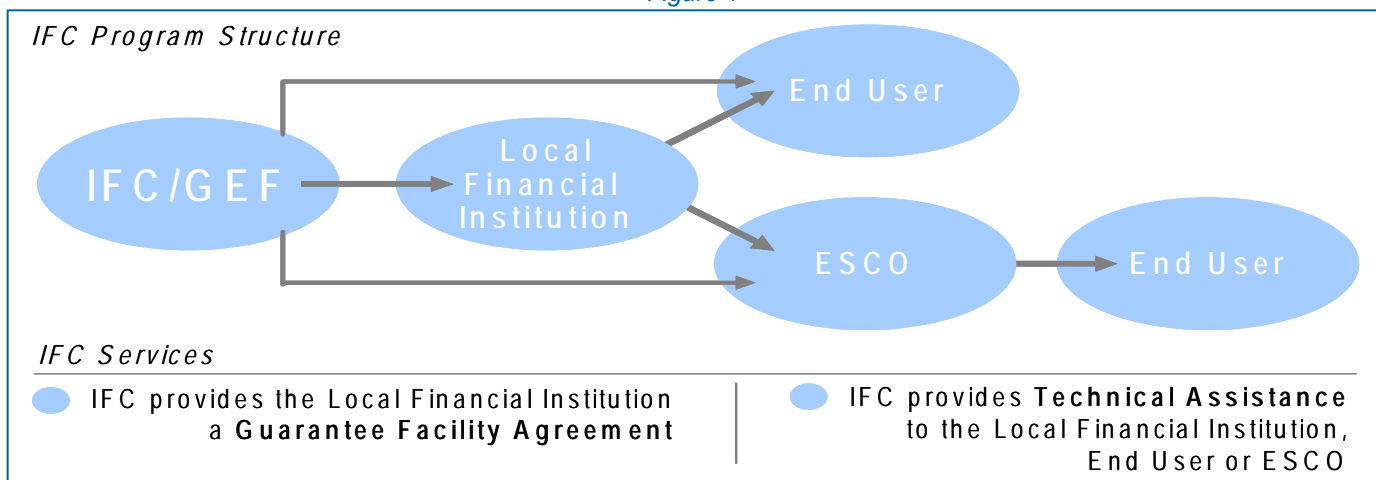 IFC Program Structure
End User
IFC/GEF
Local
Financial
Institution
ESCO
End User
IFC Services
IFC provides the Local Financial Institution
a Guarantee Facility Agreement
IFC provides Technical Assistance
to the Local Financial Institution,
End User or ESCO